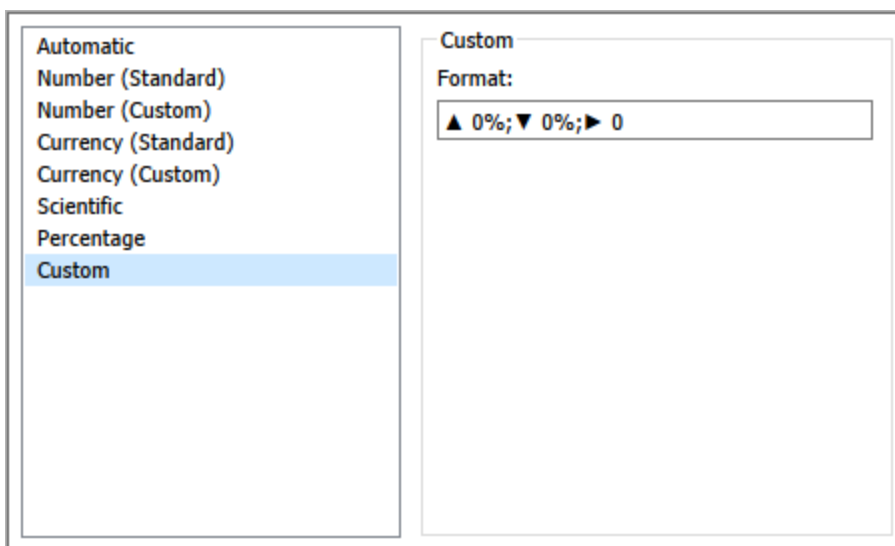 Automatic
Number (Standard)
Number (Custom)
Currency (Standard)
Currency (Custom)
Scientific
Percentage
Custom
Custom
Format:
▲ 0%;▼ 0%;► 0